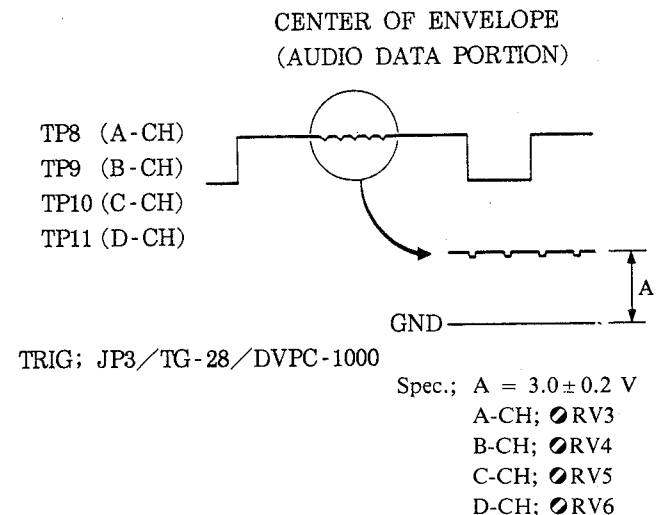 CENTER OF ENVELOPE
(AUDIO DATA PORTION)
TP8 (A-CH)
TP9 (B-CH)
TP10 (C-CH)
TP11 (D-CH)
A
GND
TRIG; JP3/TG-28/DVPC-1000
Spec.; A = 3.0±0.2 V
A-CH; RV3
B-CH; RV4
C-CH; RV5
D-CH; RV6